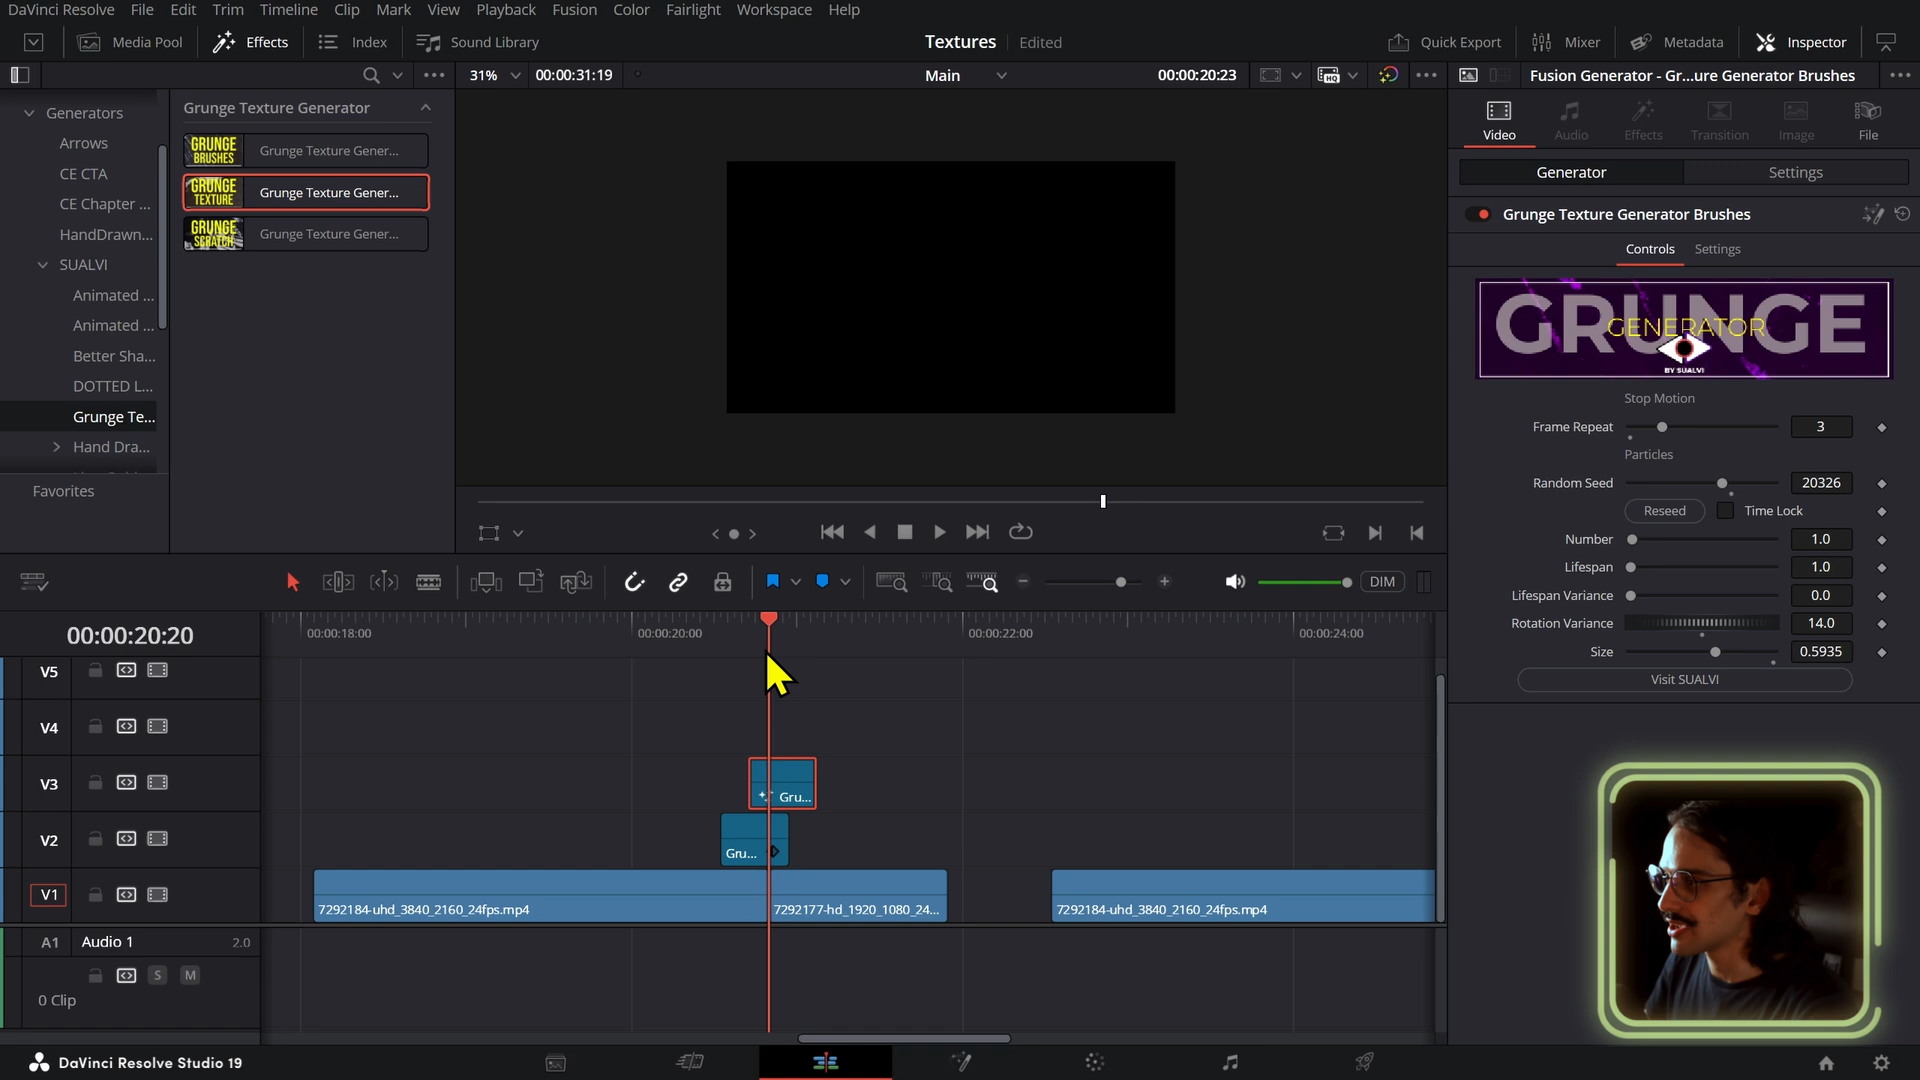 DaVinci Resolve File Edit Trim Timeline Clip Mark View Playback Fusion Color Fairlight Workspace Help
Media Pool Effects Index Sound Library Textures Edited Quick Export Mixer Metadata Inspector
31% 00:00:31:19 Main 00:00:20:23 Fusion Generator - Gr...ure Generator Brushes
Generators
Arrows
CE CTA
CE Chapter ...
HandDrawn...
SUALVI
Animated ...
Animated ...
Better Sha...
DOTTED L...
Grunge Te...
Hand Dra...
Favorites
Grunge Texture Generator
GRUNGE BRUSHES Grunge Texture Gener...
GRUNGE TEXTURE Grunge Texture Gener...
GRUNGE SCRATCH Grunge Texture Gener...
Video Audio Effects Transition Image File
Generator Settings
Grunge Texture Generator Brushes
Controls Settings
GRUNGE
GENERATOR
BY SUALVI
Stop Motion
Frame Repeat 3
Particles
Random Seed 20326
Reseed Time Lock
Number 1.0
Lifespan 1.0
Lifespan Variance 0.0
Rotation Variance 14.0
Size 0.5935
Visit SUALVI
DIM
00:00:20:20
00:00:18:00 00:00:20:00 00:00:22:00 00:00:24:00
V5
V4
V3 Gru...
V2 Gru...
V1 7292184-uhd_3840_2160_24fps.mp4 7292177-hd_1920_1080_24... 7292184-uhd_3840_2160_24fps.mp4
A1 Audio 1 2.0
S M
0 Clip
DaVinci Resolve Studio 19